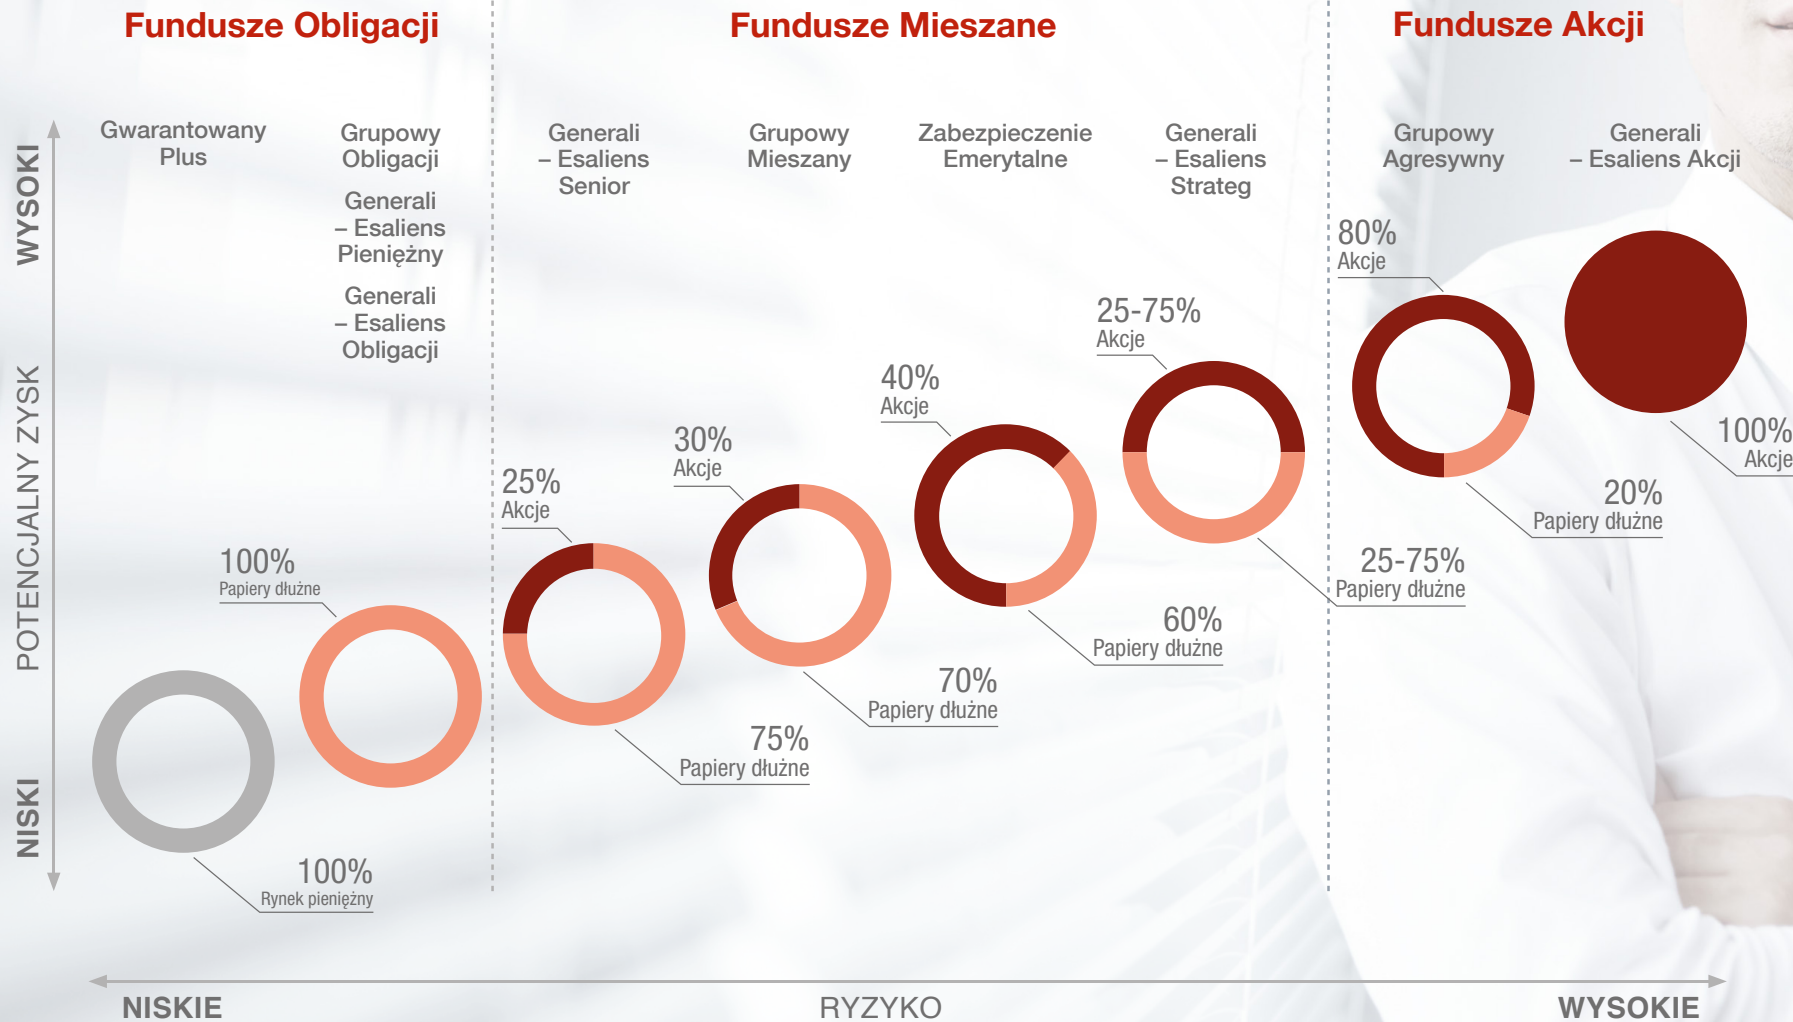 Fundusze Obligacji
Fundusze Mieszane
Fundusze Akcji
Gwarantowany
Plus
Grupowy
Obligacji
Generali
– Esaliens
Pieniężny
Generali
– Esaliens
Obligacji
Generali
– Esaliens
Senior
Grupowy
Mieszany
Zabezpieczenie
Emerytalne
Generali
– Esaliens
Strateg
Grupowy
Agresywny
Generali
– Esaliens Akcji
WYSOKI
POTENCJALNY ZYSK
NISKI
100%
Rynek pieniężny
100%
Papiery dłużne
25%
Akcje
75%
Papiery dłużne
30%
Akcje
70%
Papiery dłużne
40%
Akcje
60%
Papiery dłużne
25-75%
Akcje
25-75%
Papiery dłużne
80%
Akcje
20%
Papiery dłużne
100%
Akcje
NISKIE
RYZYKO
WYSOKIE